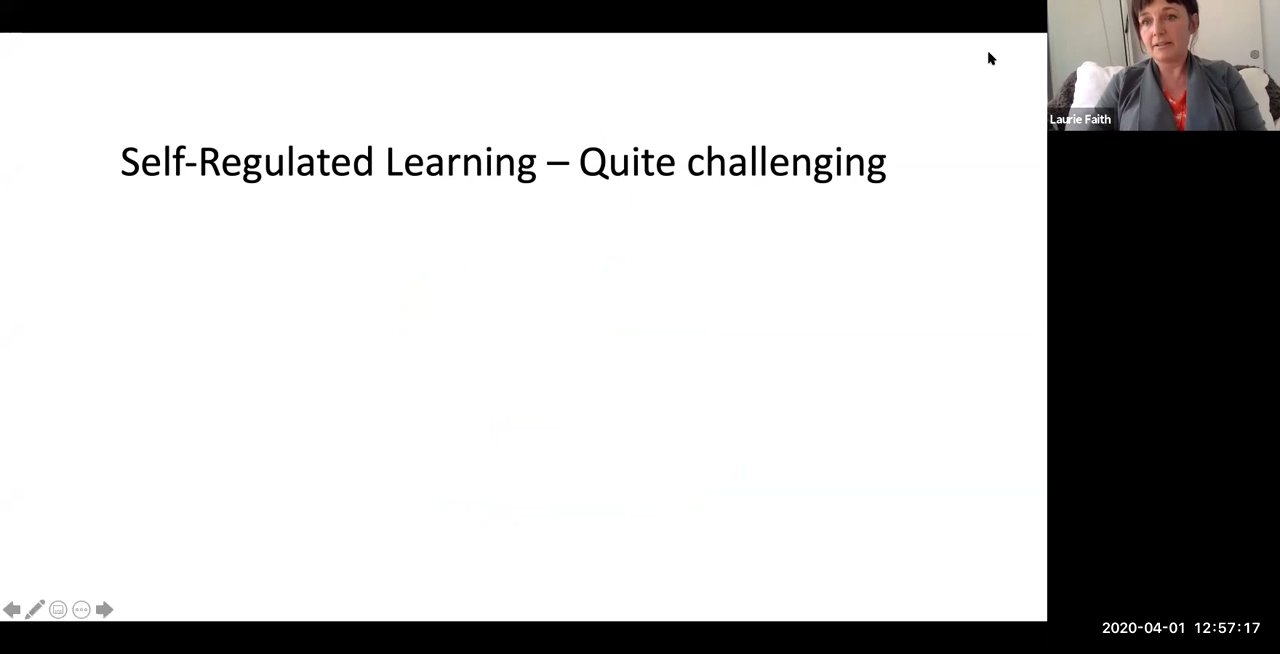 Self-Regulated Learning – Quite challenging
Laurie Faith
2020-04-01 12:57:17